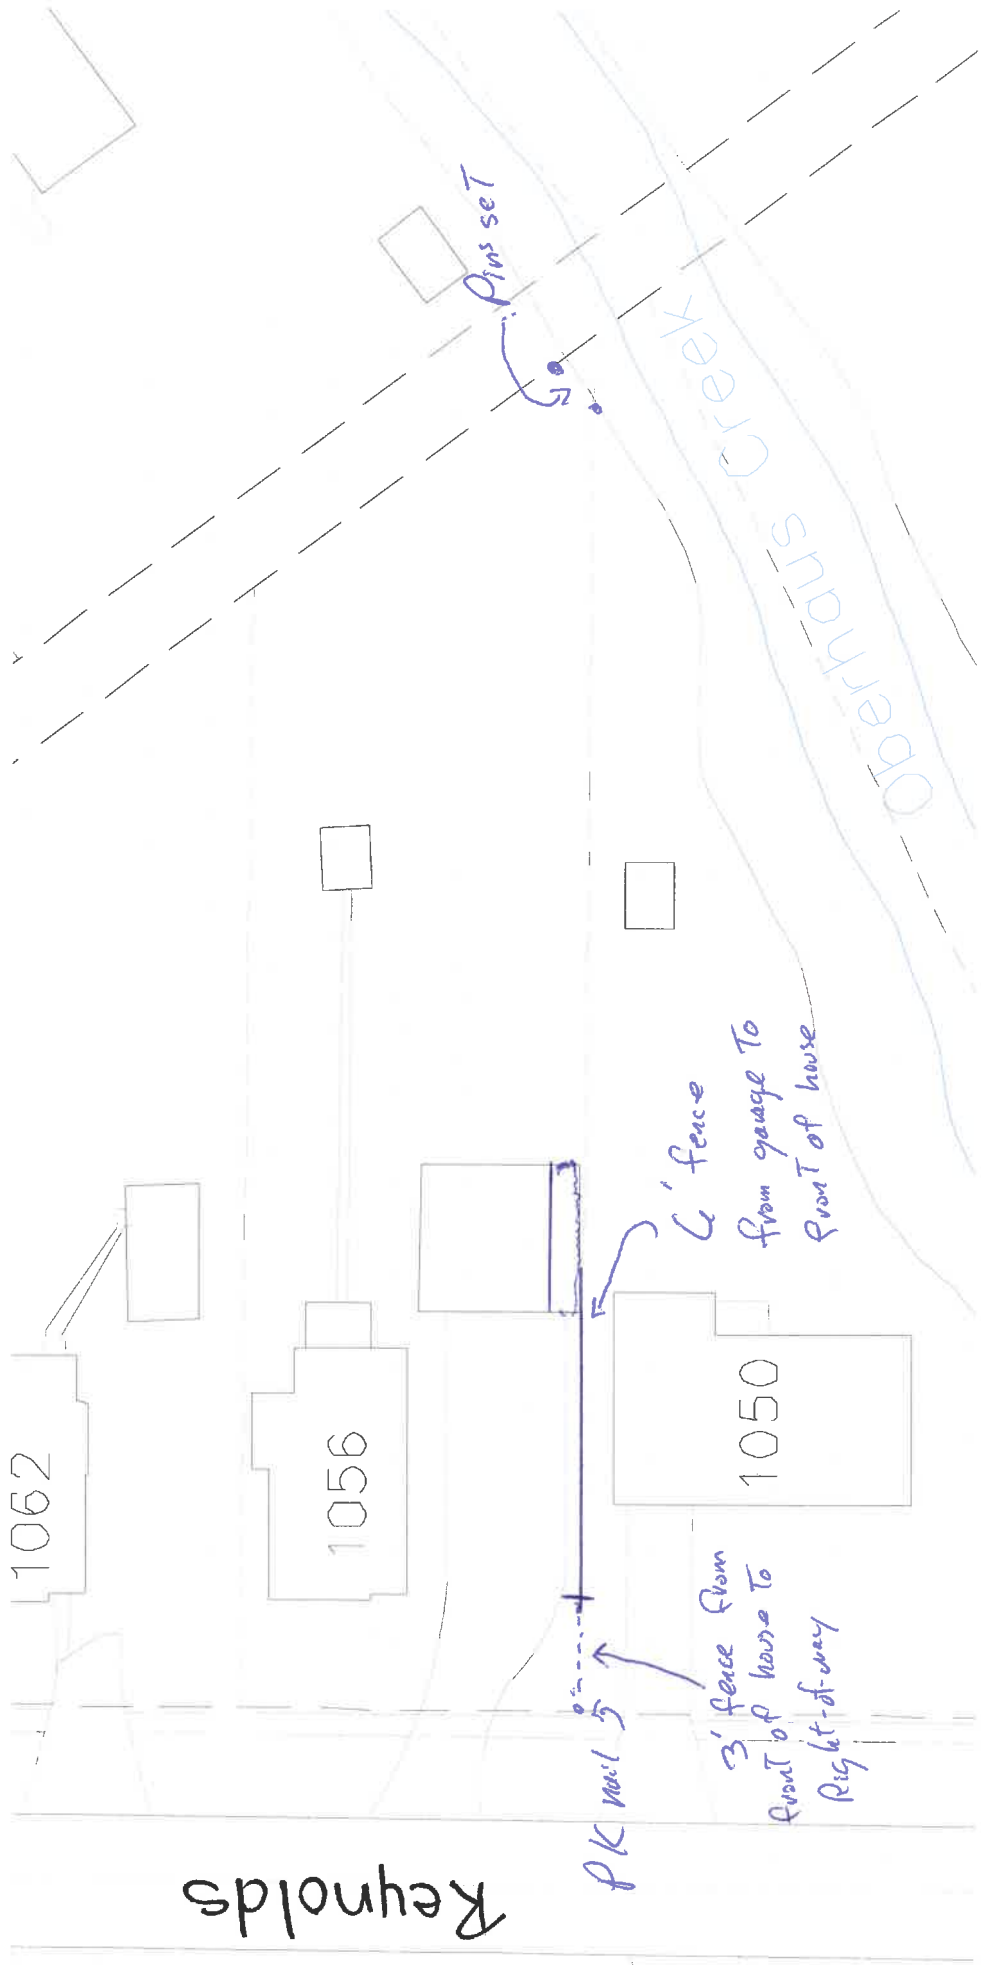 Pins set
Oberhaus Creek
fence
from garage To
front of house
1062
1056
1050
3' fence from
front of house To
Right-of-way
PK nail
Reynolds